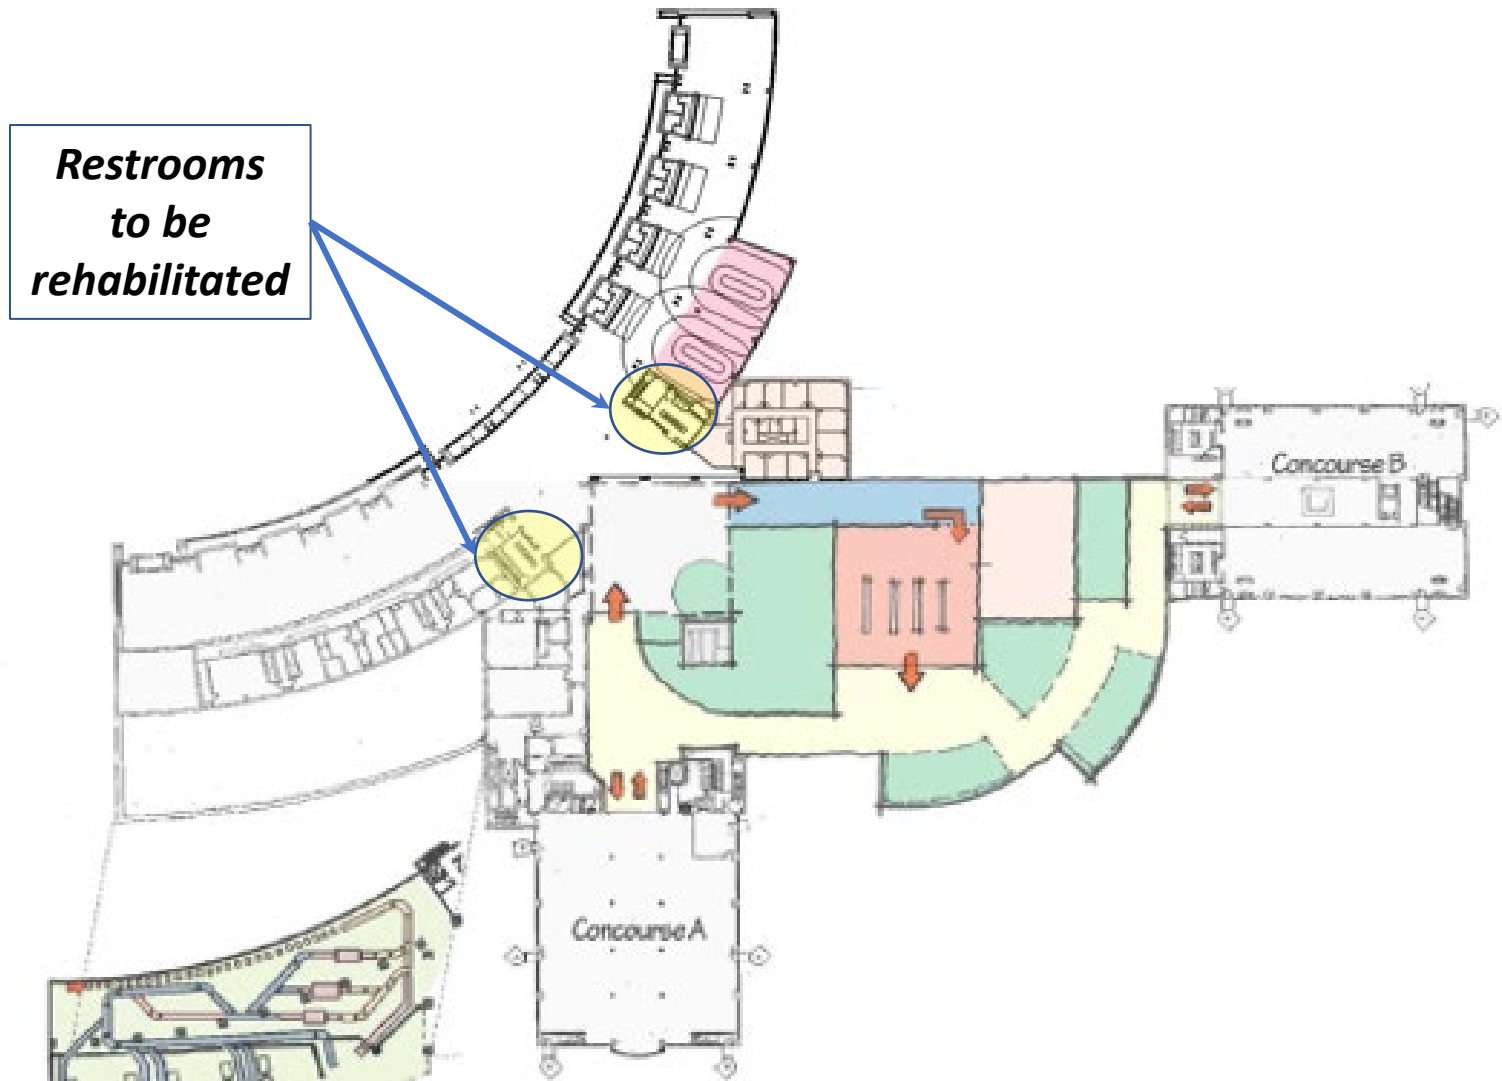 Restrooms
to be
rehabilitated
Concourse B
Concourse A